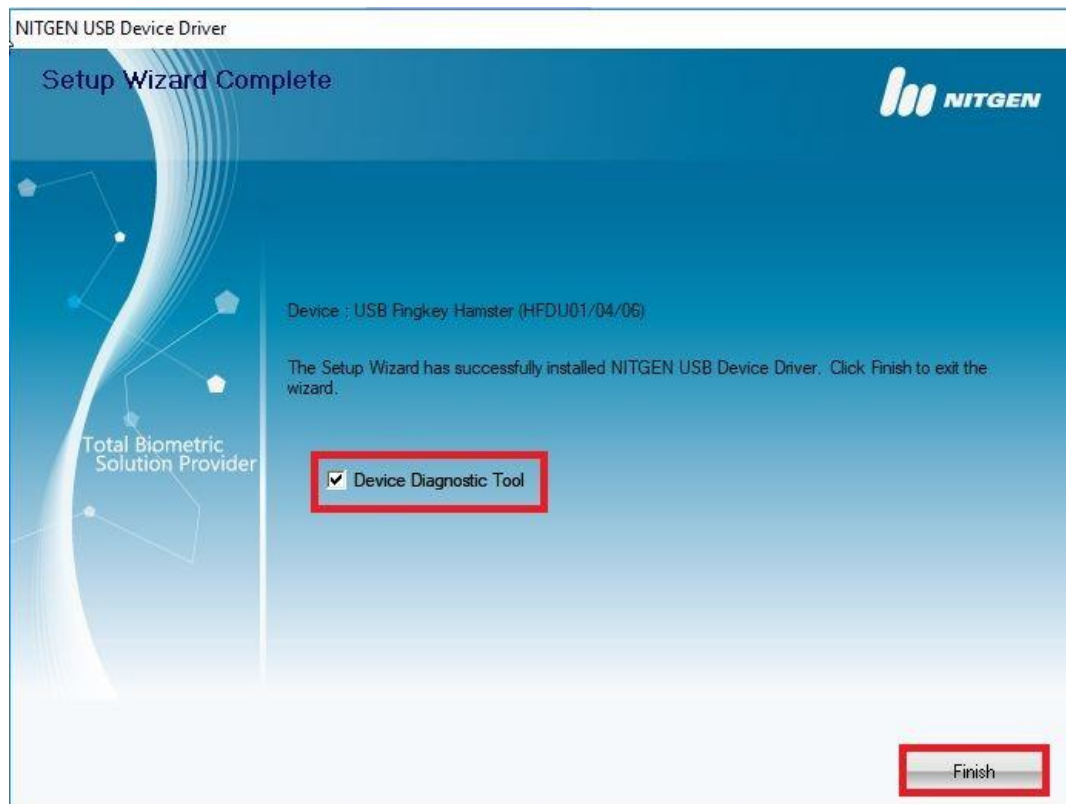 NITGEN USB Device Driver
Setup Wizard Complete
NITGEN
Device : USB Fingkey Hamster (HFDU01/04/06)
The Setup Wizard has successfully installed NITGEN USB Device Driver. Click Finish to exit the
wizard.
Total Biometric
Solution Provider
Device Diagnostic Tool
Finish